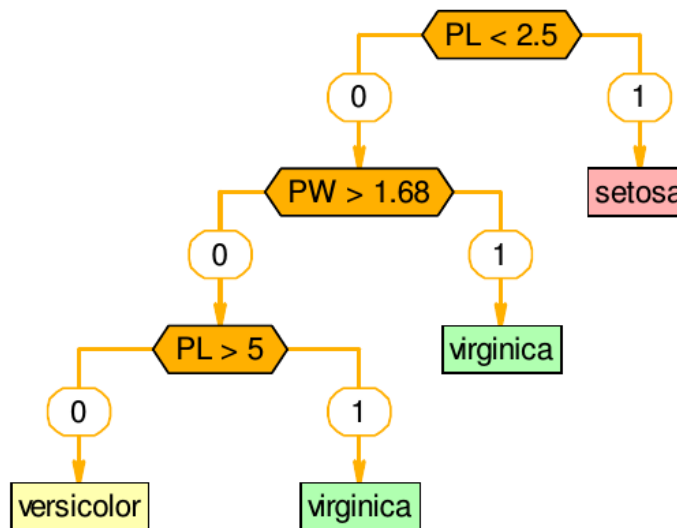 PL < 2.5
0
1
PW > 1.68
setosa
0
1
PL > 5
virginica
0
1
versicolor
virginica